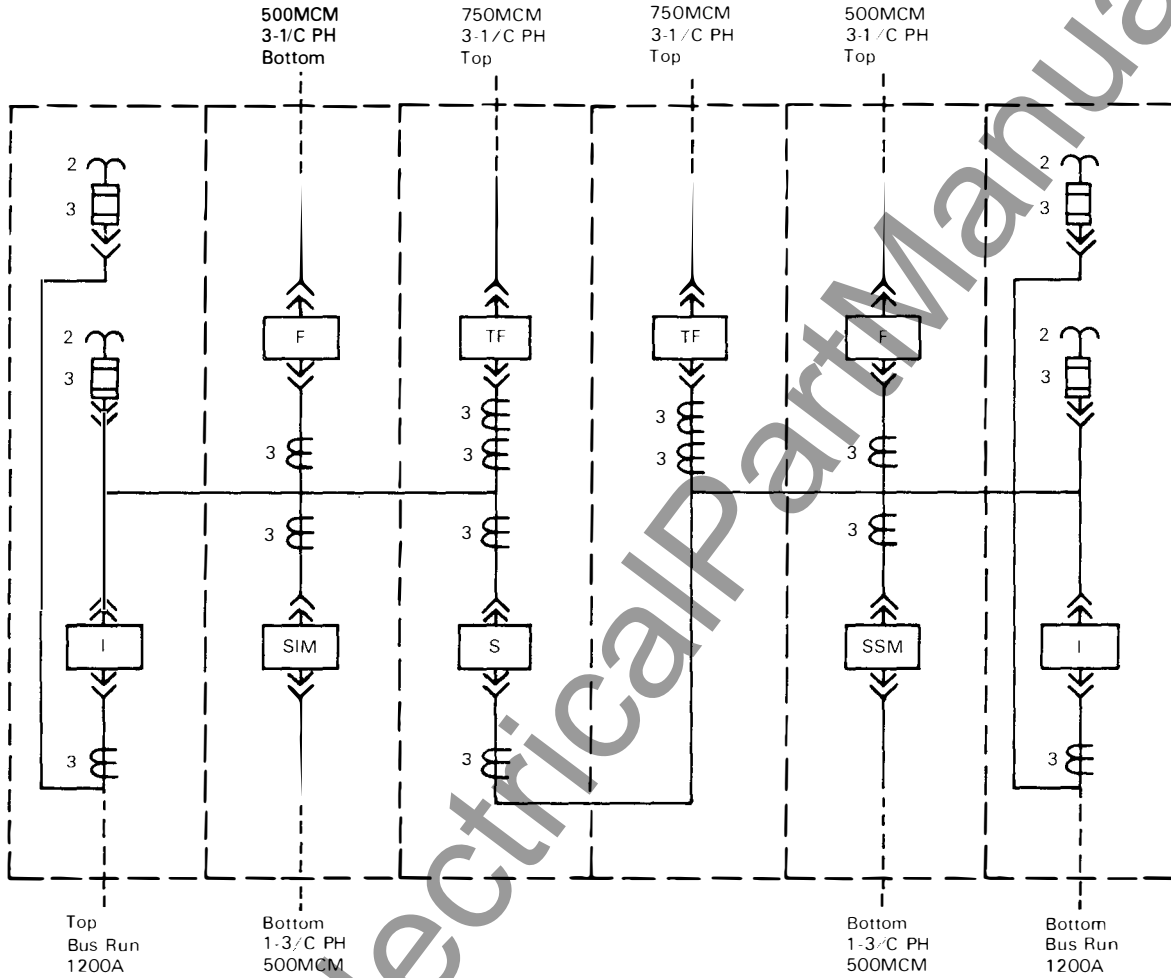 500MCM
3-1/C PH
Bottom
750MCM
3-1/C PH
Top
750MCM
3-1/C PH
Top
500MCM
3-1/C PH
Top
2
3
2
3
2
3
2
3
F
TF
TF
F
3
3
3
3
3
3
3
3
3
3
I
SIM
S
SSM
I
3
3
3
Top
Bus Run
1200A
Bottom
1-3/C PH
500MCM
Bottom
1-3/C PH
500MCM
Bottom
Bus Run
1200A